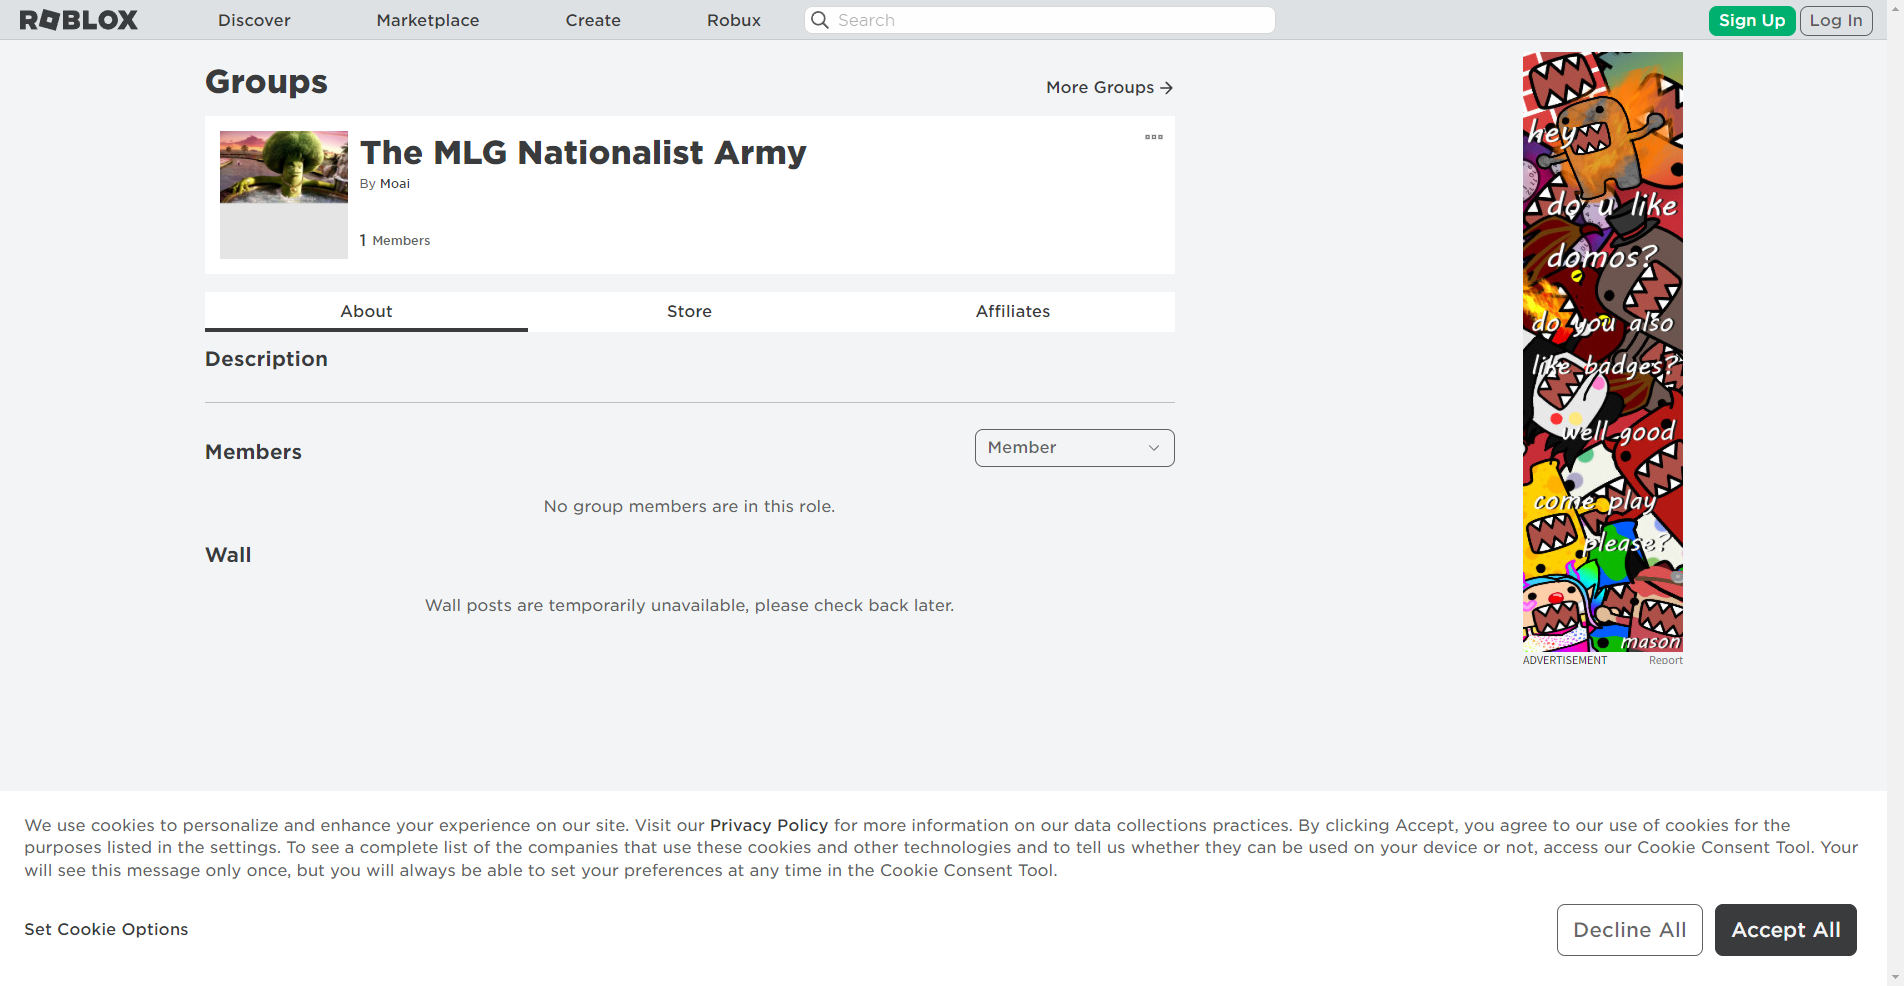 ROBLOX
Discover
Marketplace
Create
Robux
Search
Sign Up
Log In
Groups
More Groups
The MLG Nationalist Army
By Moai
1 Members
About
Store
Affiliates
Description
Members
Member
No group members are in this role.
Wall
Wall posts are temporarily unavailable, please check back later.
hey
do u like
domos?
do you also
like badges?
well good
come play
please?
mason
ADVERTISEMENT
Report
We use cookies to personalize and enhance your experience on our site. Visit our Privacy Policy for more information on our data collections practices. By clicking Accept, you agree to our use of cookies for the
purposes listed in the settings. To see a complete list of the companies that use these cookies and other technologies and to tell us whether they can be used on your device or not, access our Cookie Consent Tool. Your
will see this message only once, but you will always be able to set your preferences at any time in the Cookie Consent Tool.
Set Cookie Options
Decline All
Accept All